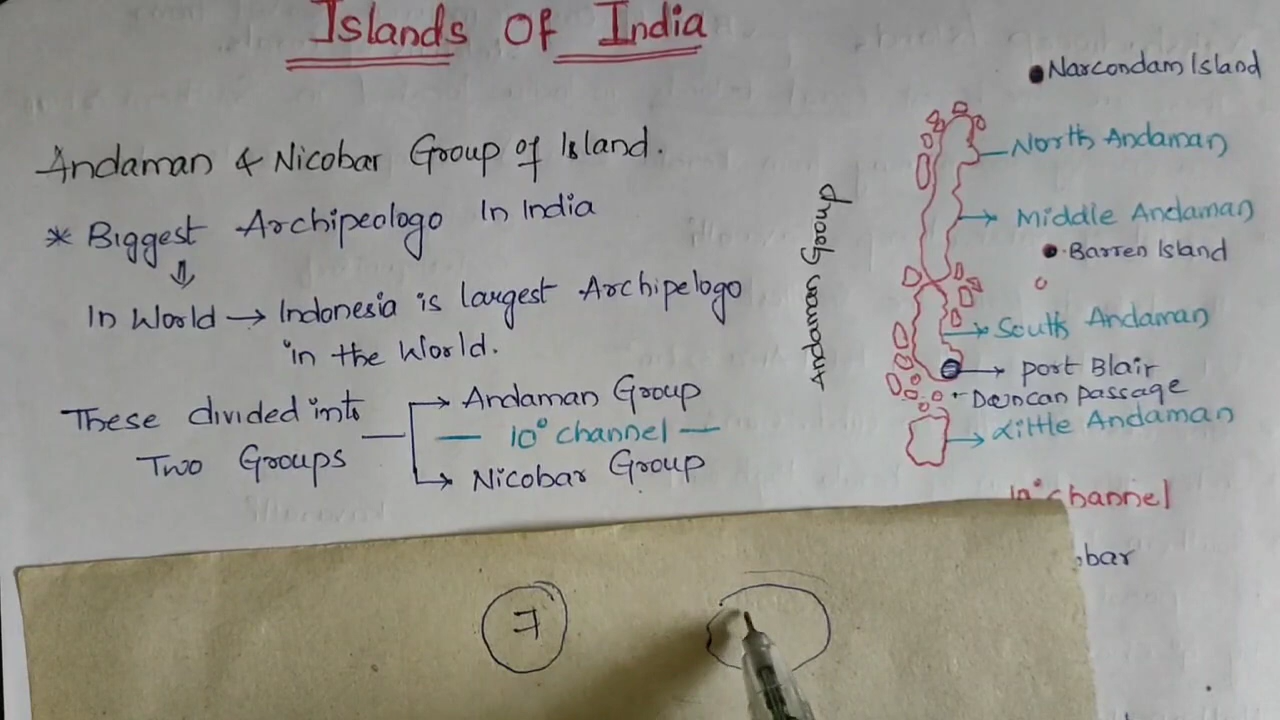 Islands Of India
Andaman & Nicobar Group of Island.
* Biggest Archipeologo In India
In World → Indonesia is largest Archipelogo
in the World.
These divided into
Two Groups
Andaman Group
10° channel
Nicobar Group
Andaman Group
Narcondam Island
North Andaman
Middle Andaman
Barren Island
South Andaman
port Blair
Duncan passage
Little Andaman
10° channel
obar
7